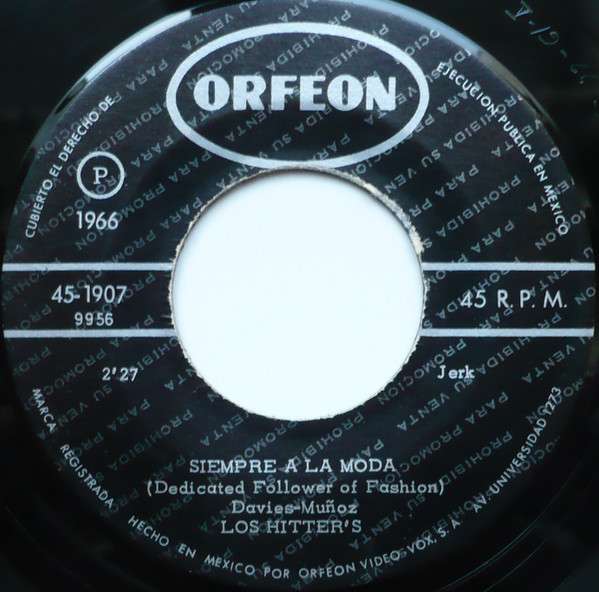 ORFEON
CUBIERTO EL DERECHO DE
EJECUCION PUBLICA EN MEXICO
P.
1966
45-1907
9956
45 R. P. M.
2'27
Jerk
PARA PROMOCION PROHIBIDA SU VENTA
SIEMPRE A LA MODA
(Dedicated Follower of Fashion)
Davies-Muñoz
LOS HITTER'S
MARCA REGISTRADA HECHO EN MEXICO POR ORFEON VIDEO-VOX, S. A. AV. UNIVERSIDAD 1273